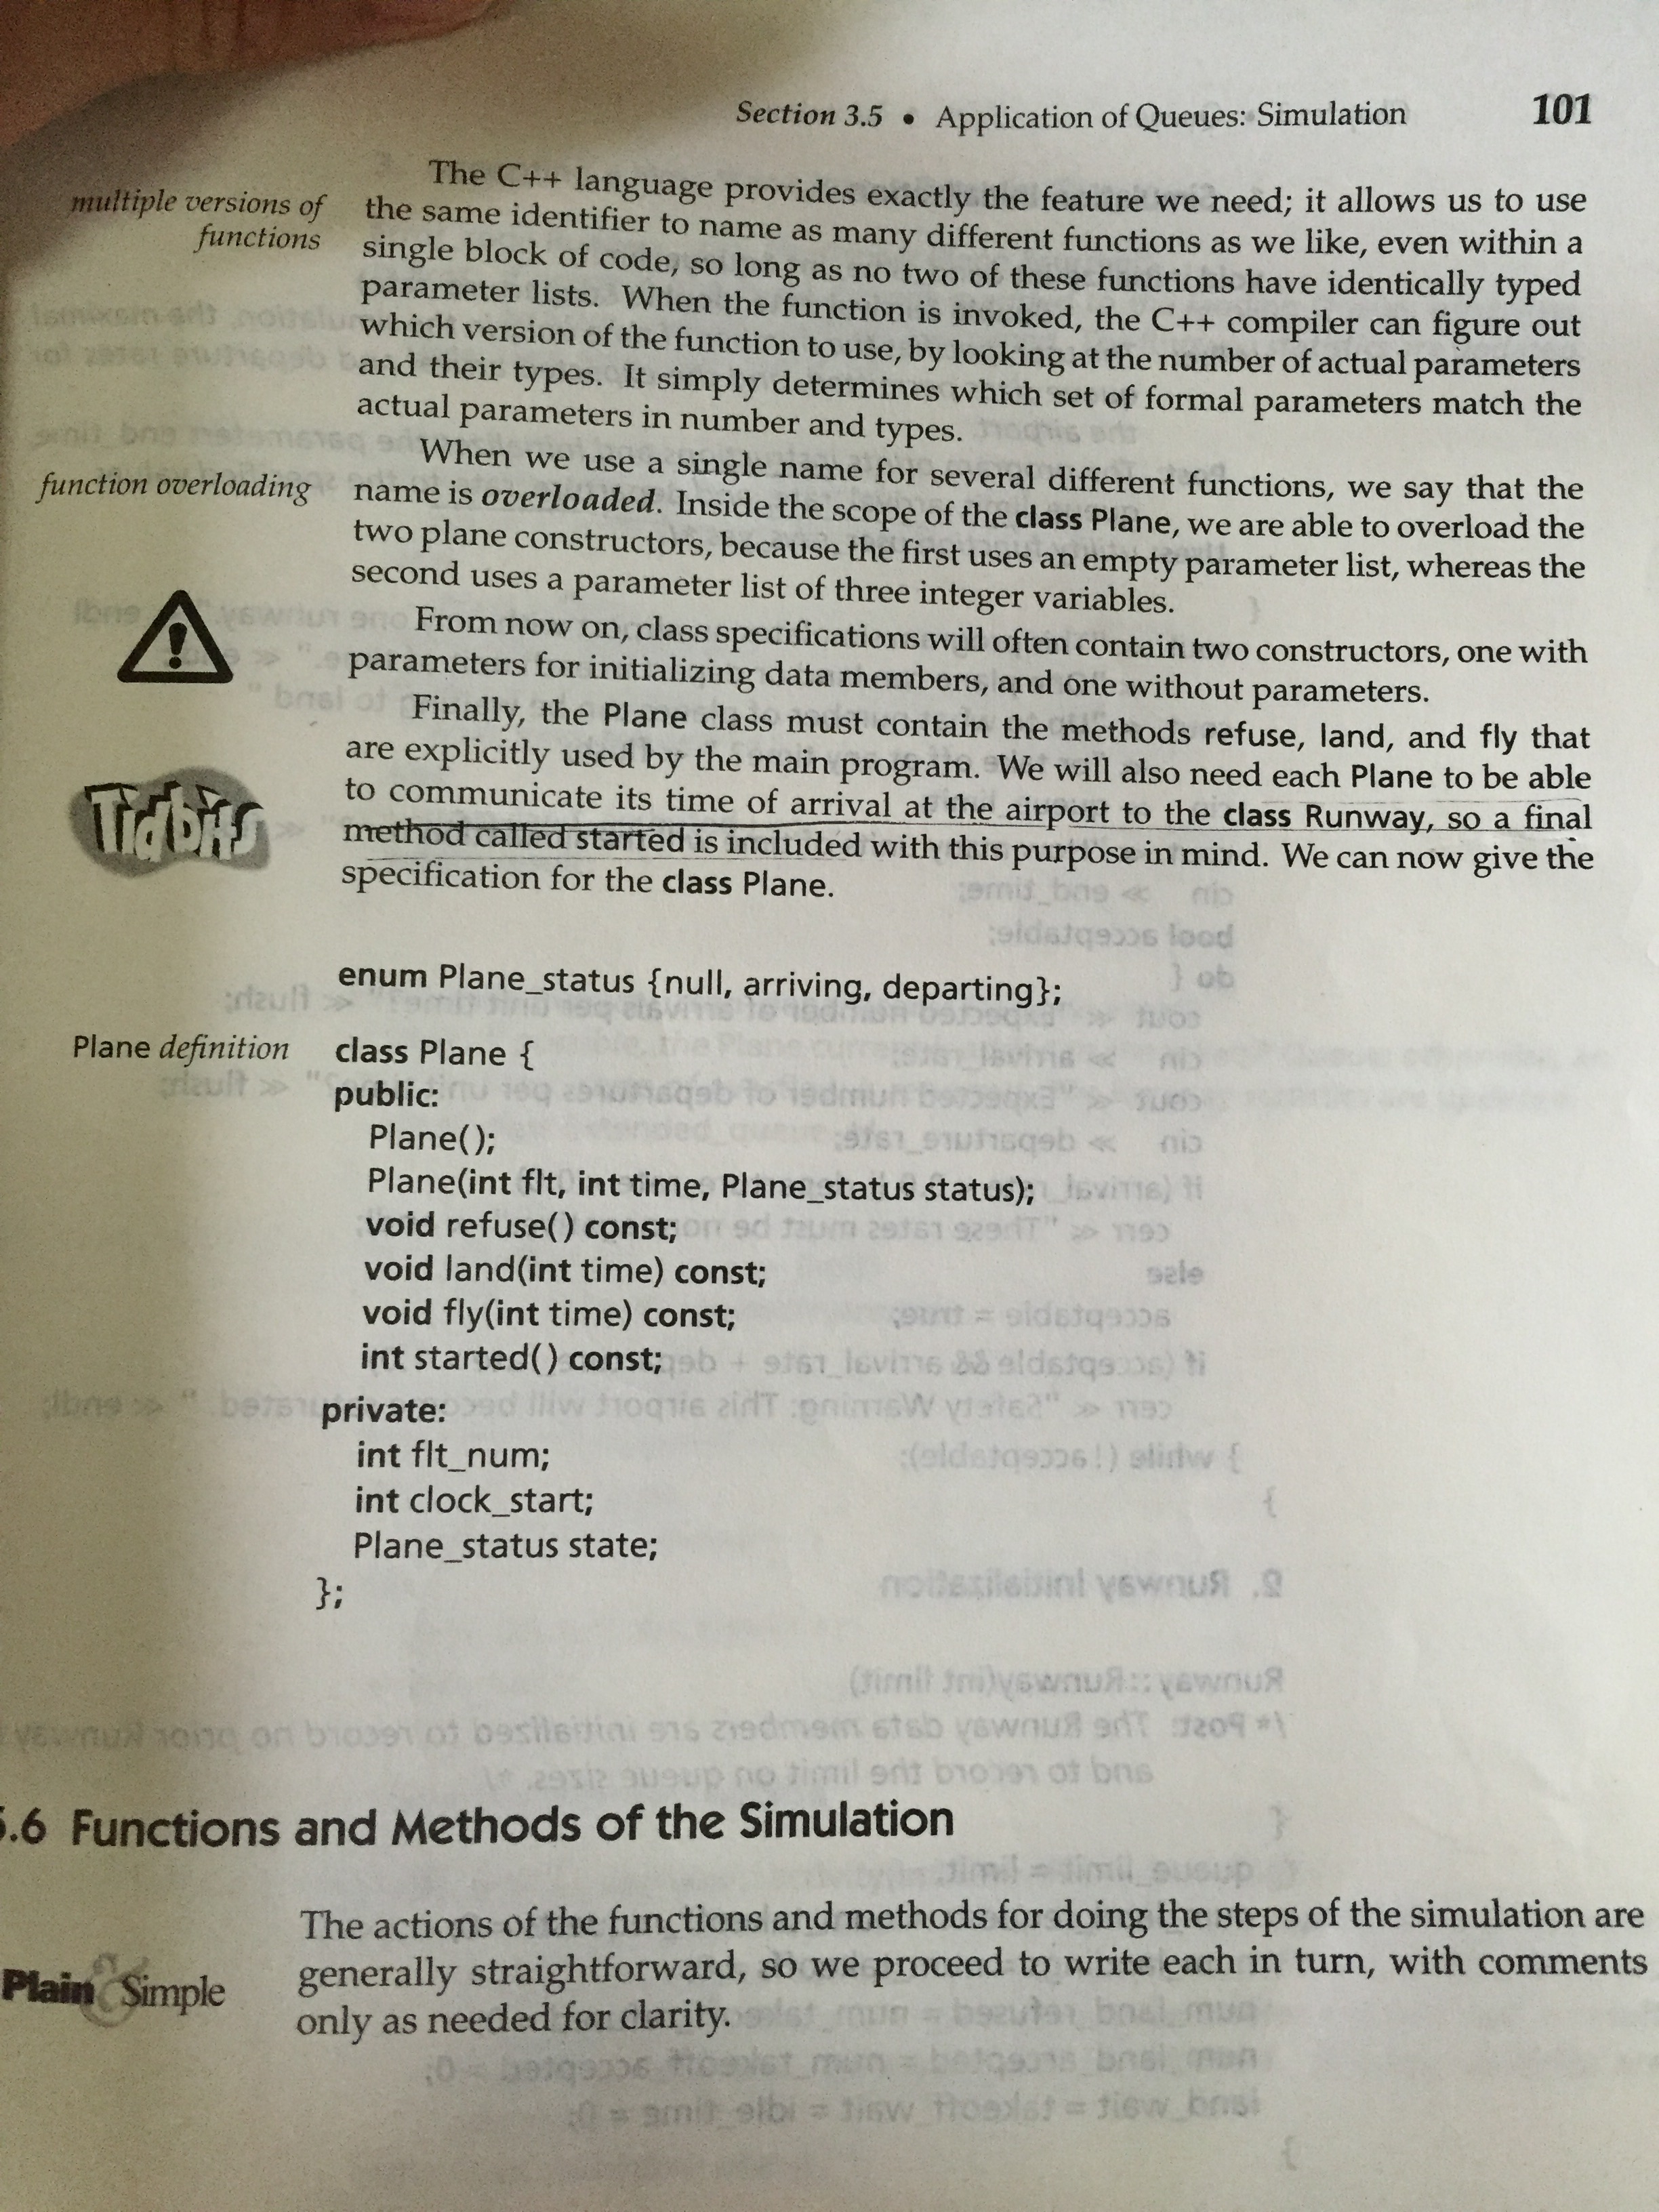 Section 3.5 • Application of Queues: Simulation 101
multiple versions of
functions
The C++ language provides exactly the feature we need; it allows us to use
the same identifier to name as many different functions as we like, even within a
single block of code, so long as no two of these functions have identically typed
parameter lists. When the function is invoked, the C++ compiler can figure out
which version of the function to use, by looking at the number of actual parameters
and their types. It simply determines which set of formal parameters match the
actual parameters in number and types.
function overloading
When we use a single name for several different functions, we say that the
name is overloaded. Inside the scope of the class Plane, we are able to overload the
two plane constructors, because the first uses an empty parameter list, whereas the
second uses a parameter list of three integer variables.
From now on, class specifications will often contain two constructors, one with
parameters for initializing data members, and one without parameters.
Tidbits
Finally, the Plane class must contain the methods refuse, land, and fly that
are explicitly used by the main program. We will also need each Plane to be able
to communicate its time of arrival at the airport to the class Runway, so a final
method called started is included with this purpose in mind. We can now give the
specification for the class Plane.
enum Plane_status {null, arriving, departing};
Plane definition
class Plane {
public:
Plane();
Plane(int flt, int time, Plane_status status);
void refuse() const;
void land(int time) const;
void fly(int time) const;
int started() const;
private:
int flt_num;
int clock_start;
Plane_status state;
};
.6 Functions and Methods of the Simulation
Plain & Simple
The actions of the functions and methods for doing the steps of the simulation are
generally straightforward, so we proceed to write each in turn, with comments
only as needed for clarity.